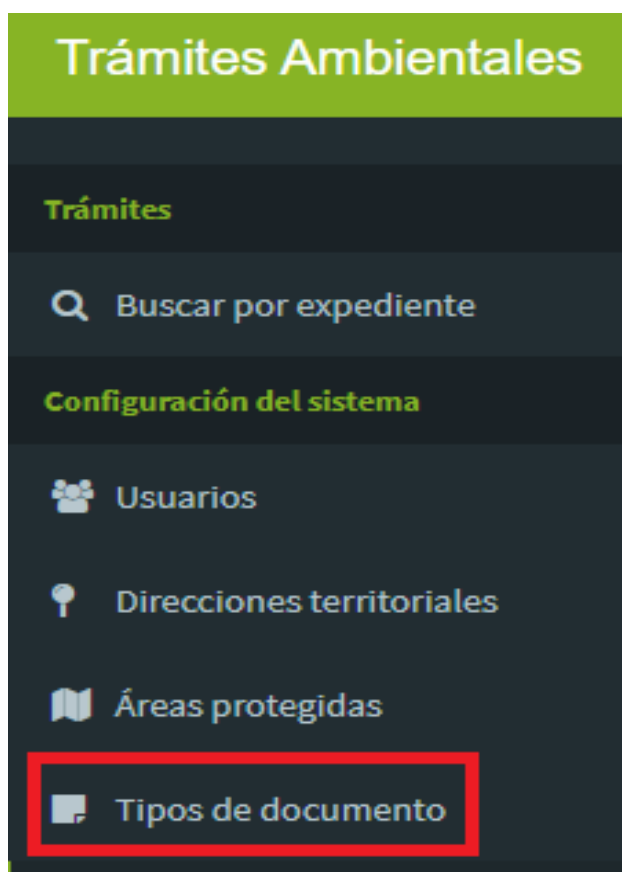 Trámites Ambientales
Trámites
Buscar por expediente
Configuración del sistema
Usuarios
Direcciones territoriales
Áreas protegidas
Tipos de documento